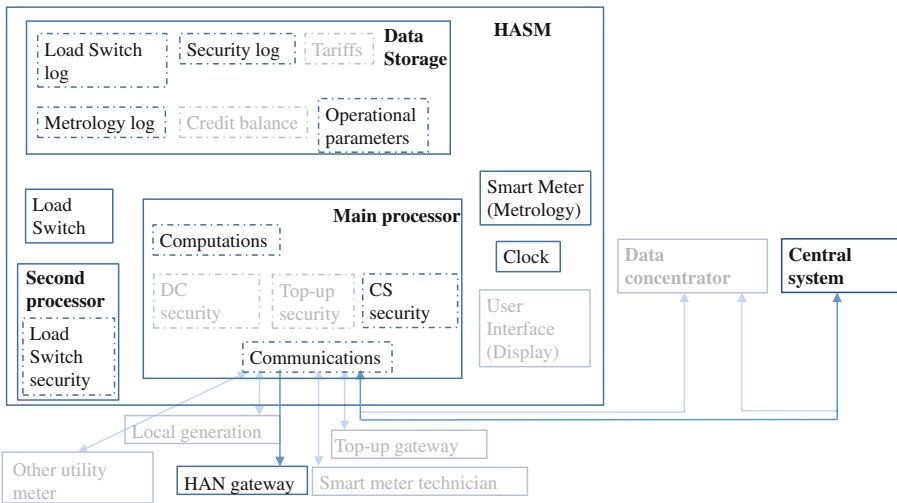 HASM
Data
Storage
Load Switch
log
Security log
Tariffs
Metrology log
Credit balance
Operational
parameters
Load
Switch
Main processor
Smart Meter
(Metrology)
Computations
Clock
Second
processor
DC
security
Top-up
security
CS
security
User
Interface
(Display)
Data
concentrator
Central
system
Load
Switch
security
Communications
Local generation
Top-up gateway
Other utility
meter
HAN gateway
Smart meter technician